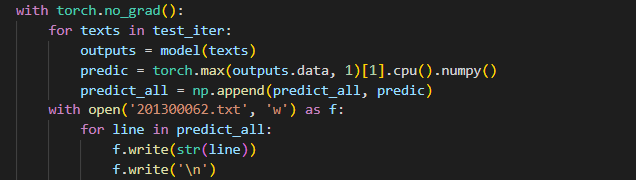 with torch.no_grad():
    for texts in test_iter:
        outputs = model(texts)
        predic = torch.max(outputs.data, 1)[1].cpu().numpy()
        predict_all = np.append(predict_all, predic)
    with open('201300062.txt', 'w') as f:
        for line in predict_all:
            f.write(str(line))
            f.write('\n')